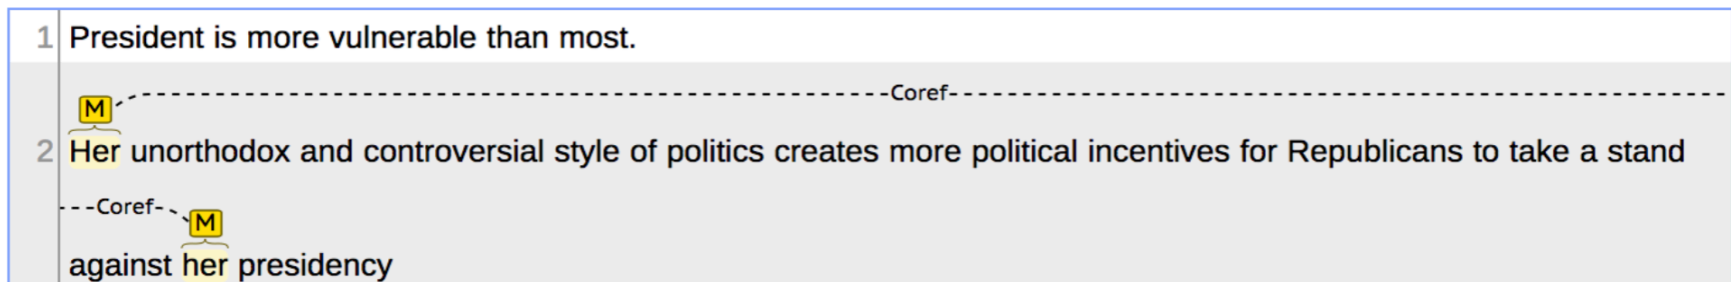 1 President is more vulnerable than most.
Coref
M
2 Her unorthodox and controversial style of politics creates more political incentives for Republicans to take a stand
Coref
M
against her presidency